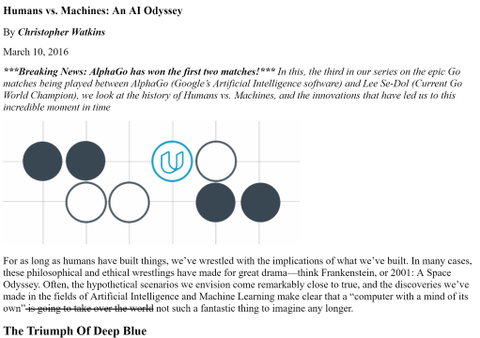 Humans vs. Machines: An AI Odyssey
By Christopher Watkins
March 10, 2016
***Breaking News: AlphaGo has won the first two matches!*** In this, the third in our series on the epic Go
matches being played between AlphaGo (Google's Artificial Intelligence software) and Lee Se-Dol (Current Go
World Champion), we look at the history of Humans vs. Machines, and the innovations that have led us to this
incredible moment in time
For as long as humans have built things, we've wrestled with the implications of what we've built. In many cases,
these philosophical and ethical wrestlings have made for great drama—think Frankenstein, or 2001: A Space
Odyssey. Often, the hypothetical scenarios we envision come remarkably close to true, and the discoveries we've
made in the fields of Artificial Intelligence and Machine Learning make clear that a “computer with a mind of its
own” is going to take over the world not such a fantastic thing to imagine any longer.
The Triumph Of Deep Blue